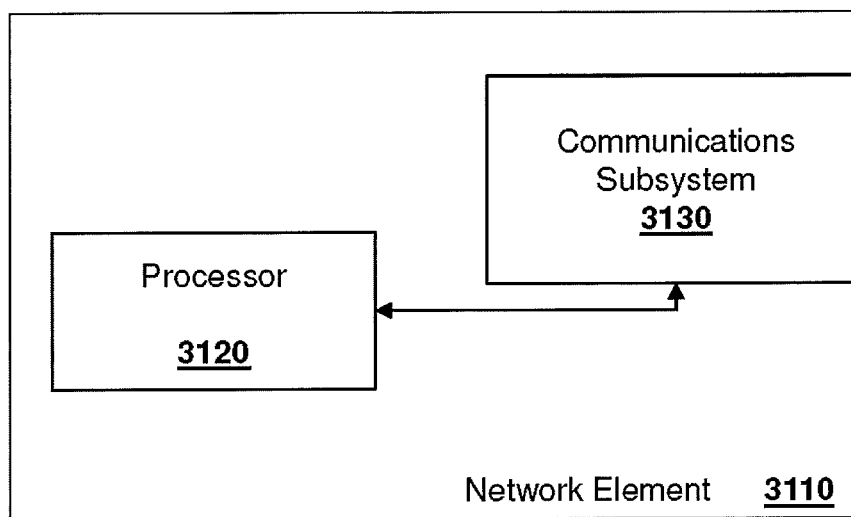 Communications
Subsystem
3130
Processor
3120
Network Element 3110